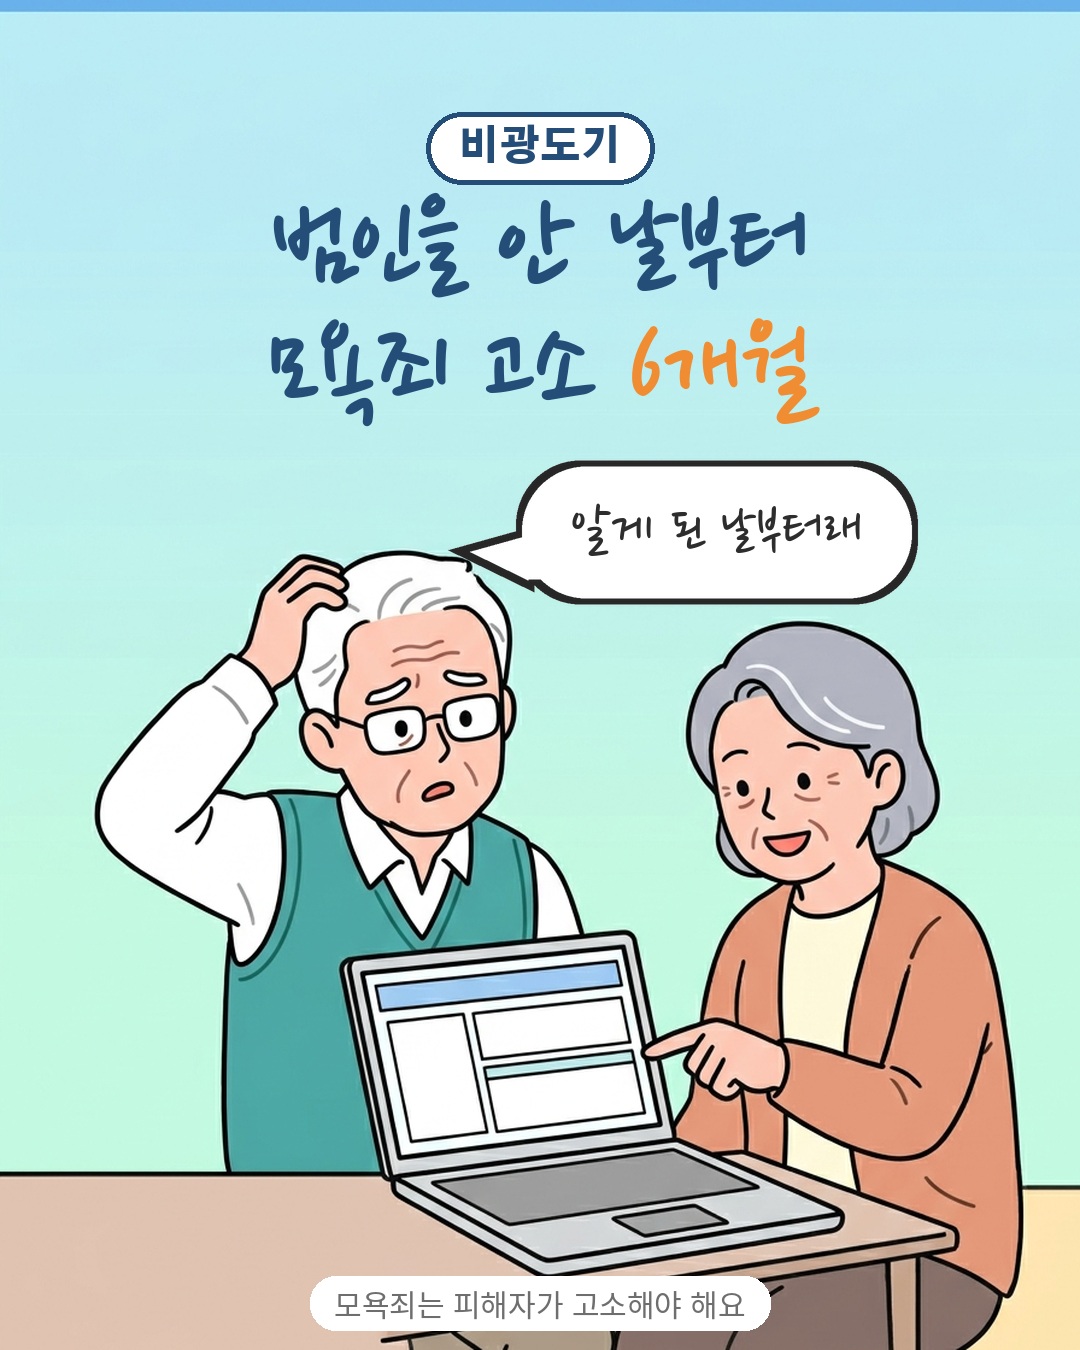 비광도기
범인을 안 날부터
모욕죄 고소 6개월
알게 된 날부터래
모욕죄는 피해자가 고소해야 해요